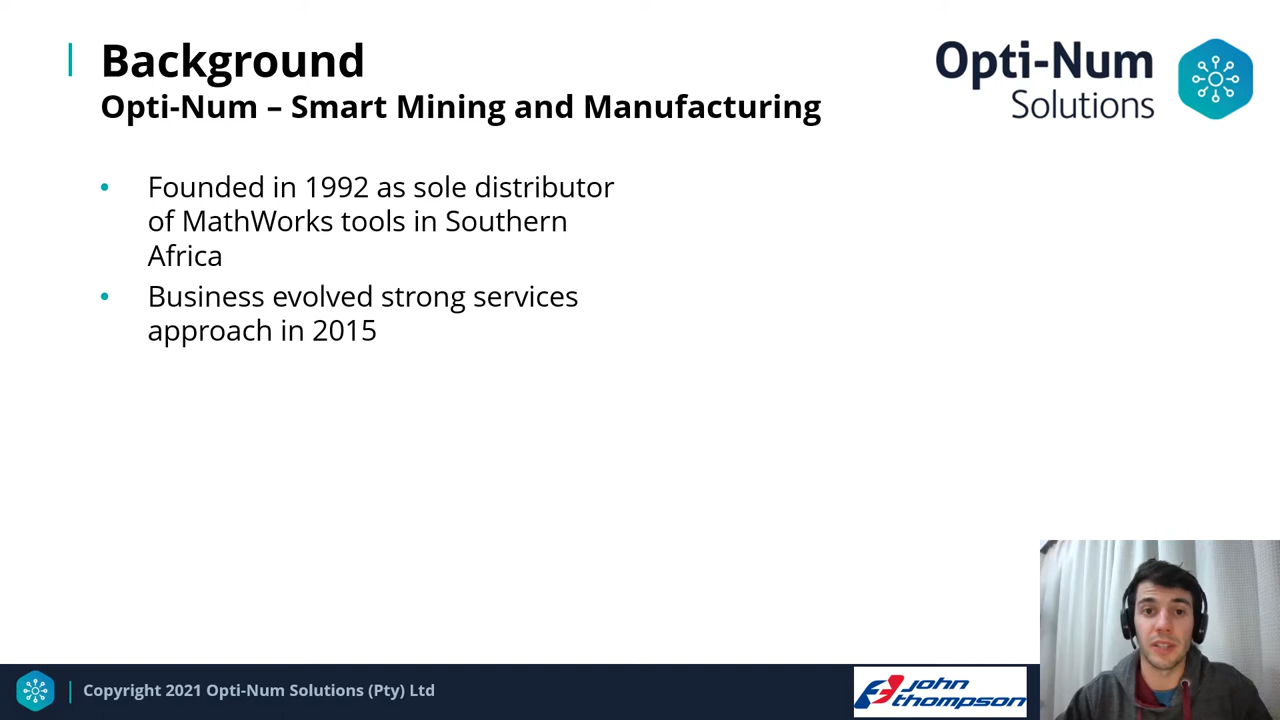 Background
Opti-Num – Smart Mining and Manufacturing
Opti-Num
Solutions
• Founded in 1992 as sole distributor
of MathWorks tools in Southern
Africa
• Business evolved strong services
approach in 2015
Copyright 2021 Opti-Num Solutions (Pty) Ltd
john
thompson